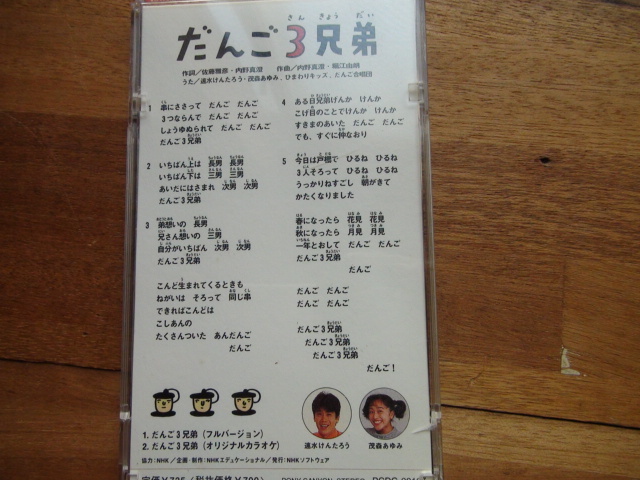 だんご3兄弟
さん きょう だい
作詞／佐藤雅彦・内野真澄 作曲／内野真澄・堀江由朗
うた／速水けんたろう・茂森あゆみ、ひまわりキッズ、だんご合唱団
1 串にささって だんご だんご
3つならんで だんご だんご
しょうゆぬられて だんご だんご
だんご3兄弟
2 いちばん上は 長男 長男
いちばん下は 三男 三男
あいだにはさまれ 次男 次男
だんご3兄弟
3 弟想いの 長男
兄さん想いの 三男
自分がいちばん 次男 次男
だんご3兄弟
こんど生まれてくるときも
ねがいは そろって 同じ串
できればこんどは
こしあんの
たくさんついた あんだんご
だんご
4 ある日兄弟げんか けんか
こげ目のことでけんか けんか
すきまのあいた だんご だんご
でも、すぐに仲なおり
5 今日は戸棚で ひるね ひるね
3人そろって ひるね ひるね
うっかりねすごし 朝がきて
かたくなりました
春になったら 花見 花見
秋になったら 月見 月見
一年とおして だんご だんご
だんご3兄弟
だんご
だんご だんご
だんご だんご
だんご3兄弟
だんご3兄弟
だんご3兄弟
だんご！
速水けんたろう 茂森あゆみ
1. だんご3兄弟（フルバージョン）
2. だんご3兄弟（オリジナルカラオケ）
協力：NHK／企画・制作：NHKエデュケーショナル／発行：NHKソフトウェア